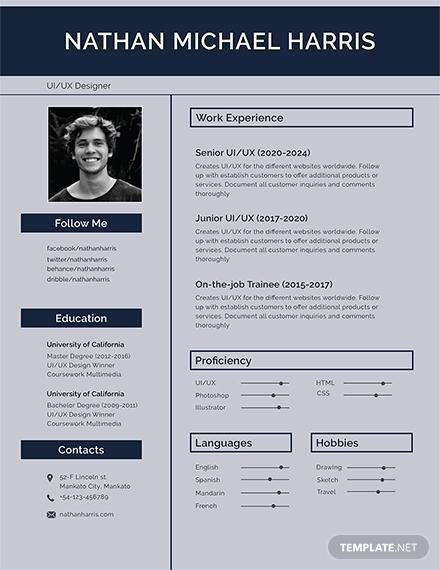 NATHAN MICHAEL HARRIS
UI/UX Designer
Follow Me
facebook/nathanharris
twitter/nathanharris
behance/nathanharris
dribble/nathanharris
Education
University of California
Master Degree (2012-2016)
UI/UX Design Winner
Coursework Multimedia
University of California
Bachelor Degree (2009-2011)
UI/UX Design Winner
Coursework Multimedia
Contacts
52-F Lincoln st.
Mankato City, Mankato
+54-123-456789
nathanharris.com
Work Experience
Senior UI/UX (2020-2024)
Creates UI/UX for the different websites worldwide. Follow
up with establish customers to offer additional products or
services. Document all customer inquiries and comments
thoroughly
Junior UI/UX (2017-2020)
Creates UI/UX for the different websites worldwide. Follow
up with establish customers to offer additional products or
services. Document all customer inquiries and comments
thoroughly
On-the-job Trainee (2015-2017)
Creates UI/UX for the different websites worldwide. Follow
up with establish customers to offer additional products or
services. Document all customer inquiries and comments
thoroughly
Proficiency
UI/UX
Photoshop
Illustrator
HTML
CSS
Languages
English
Spanish
Mandarin
French
Hobbies
Drawing
Sketch
Travel
TEMPLATE.NET